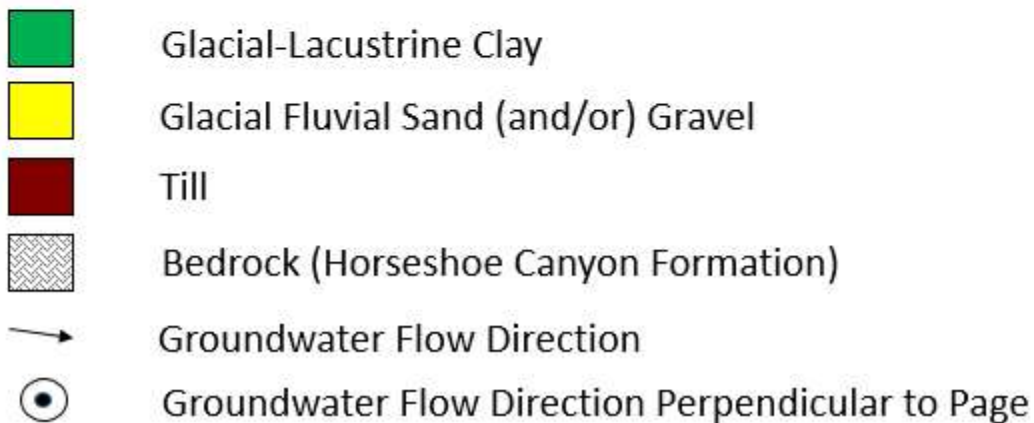 Glacial-Lacustrine Clay
Glacial Fluvial Sand (and/or) Gravel
Till
Bedrock (Horseshoe Canyon Formation)
Groundwater Flow Direction
Groundwater Flow Direction Perpendicular to Page